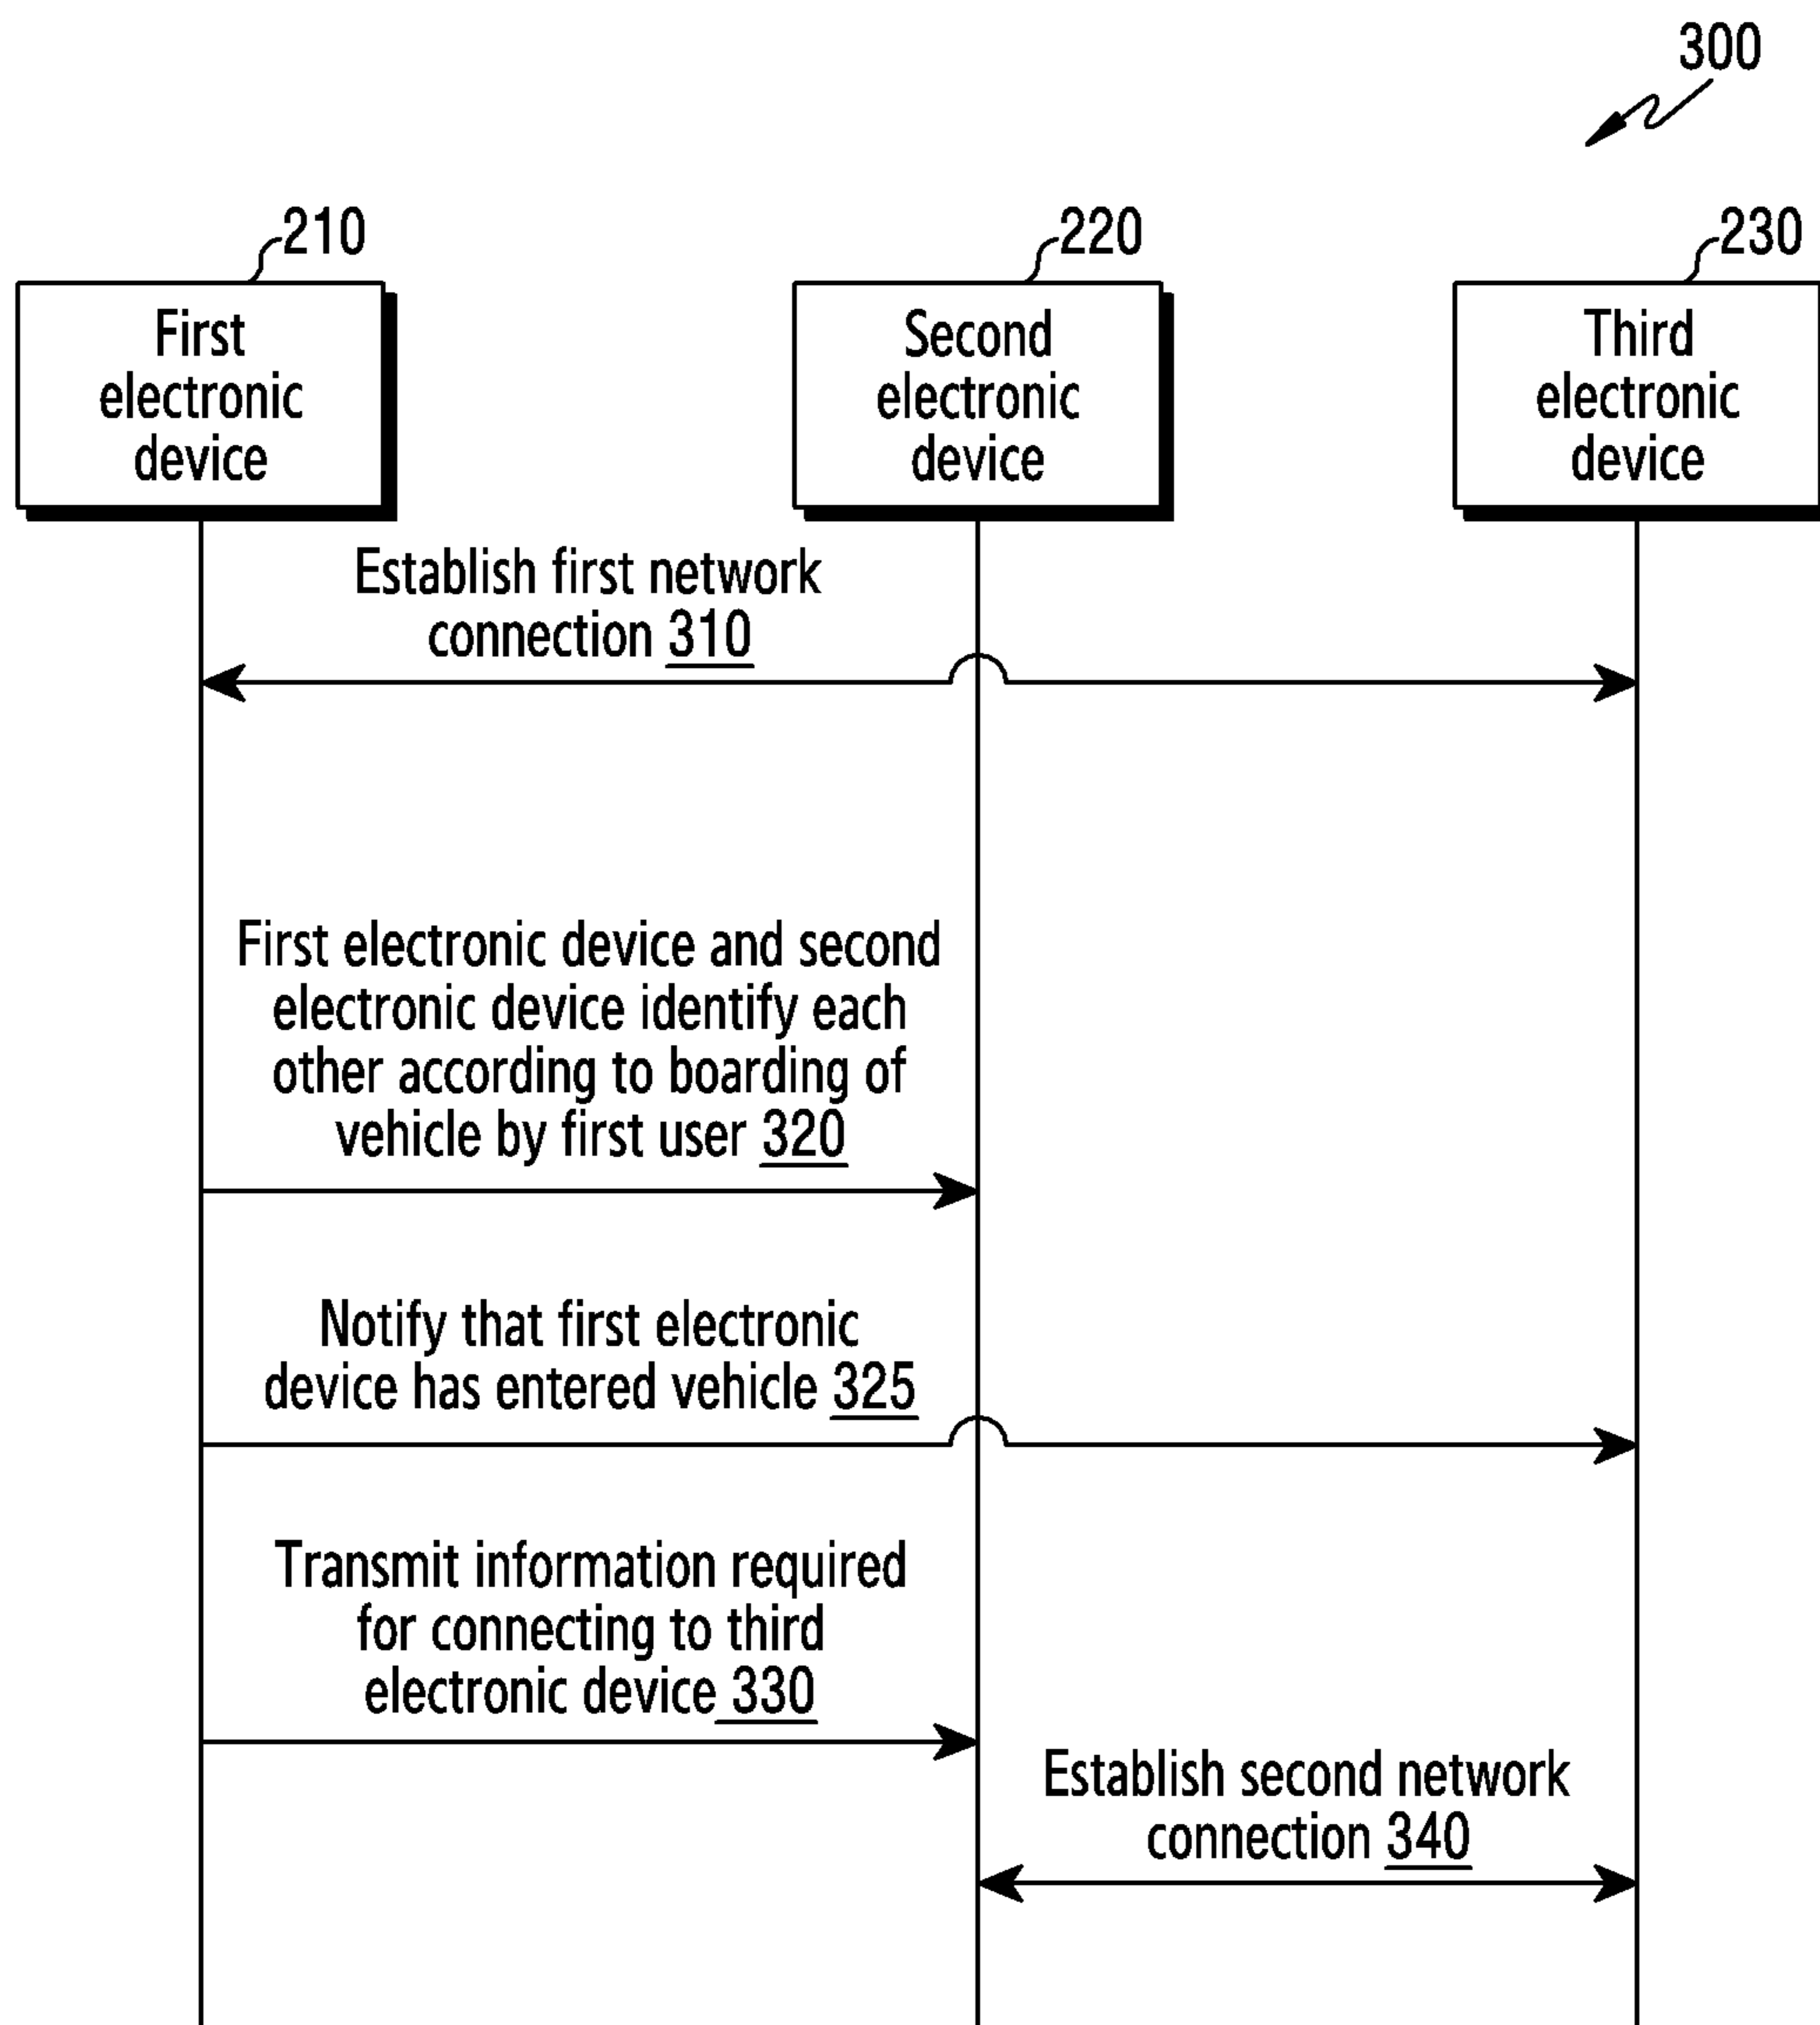 300
210
220
230
First
electronic
device
Second
electronic
device
Third
electronic
device
Establish first network
connection 310
First electronic device and second
electronic device identify each
other according to boarding of
vehicle by first user 320
Notify that first electronic
device has entered vehicle 325
Transmit information required
for connecting to third
electronic device 330
Establish second network
connection 340